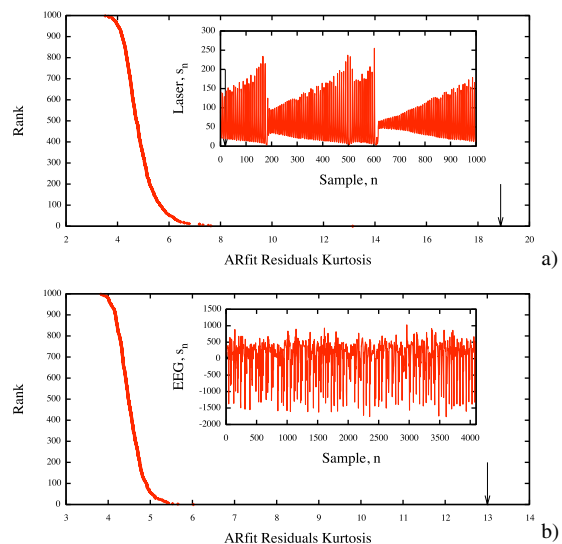 1000
900
800
700
600
500
400
300
200
100
0
Rank
2 4 6 8 10 12 14 16 18 20
ARfit Residuals Kurtosis
300
250
200
150
100
50
0
Laser, s_n
0 100 200 300 400 500 600 700 800 900 1000
Sample, n
a)
1000
900
800
700
600
500
400
300
200
100
0
Rank
3 4 5 6 7 8 9 10 11 12 13 14
ARfit Residuals Kurtosis
1500
1000
500
0
-500
-1000
-1500
-2000
EEG, s_n
0 500 1000 1500 2000 2500 3000 3500 4000
Sample, n
b)